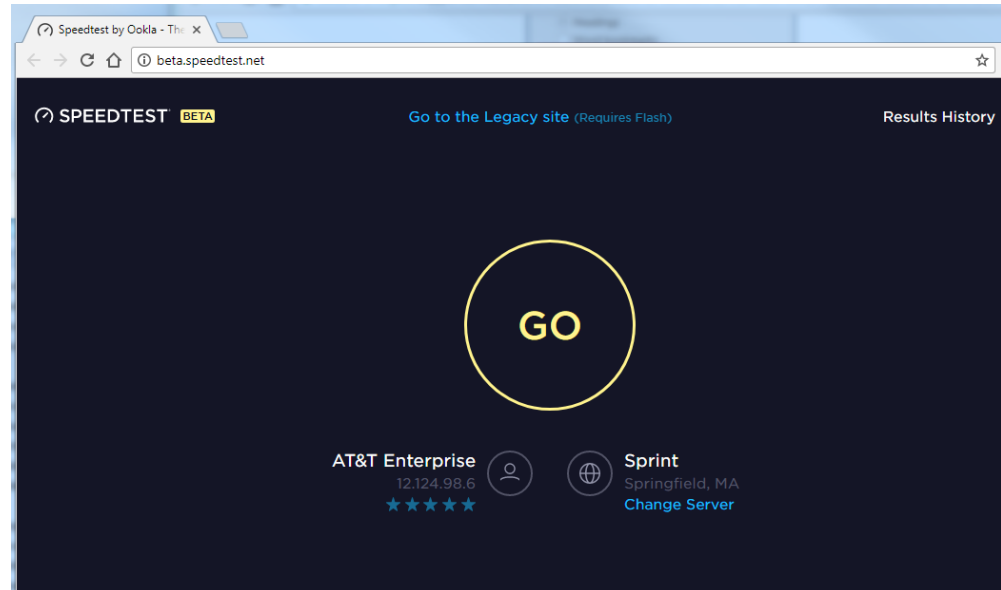 Speedtest by Ookla - The
beta.speedtest.net
SPEEDTEST BETA
Go to the Legacy site (Requires Flash)
Results History
GO
AT&T Enterprise
12.124.98.6
Sprint
Springfield, MA
Change Server